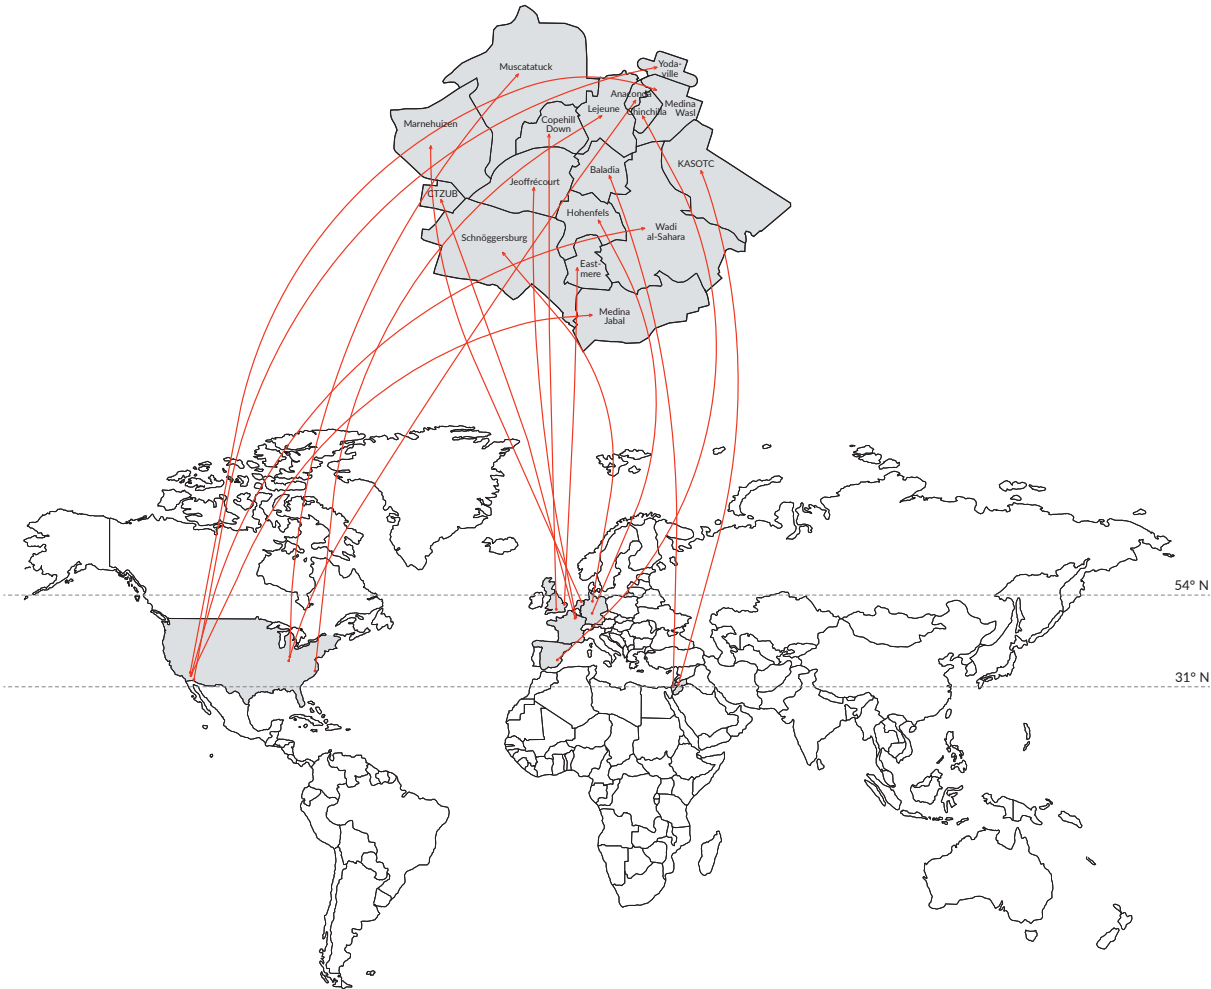 Muscatatuck
Yoda-
ville
Anaconda
Marnehuizen
Lejeune
Chinchilla
Medina
Wasl
Copehill
Down
KASOTC
Baladia
Jeoffrécourt
CTZUB
Hohenfels
Wadi
al-Sahara
Schnöggersburg
East-
mere
Medina
Jabal
54° N
31° N